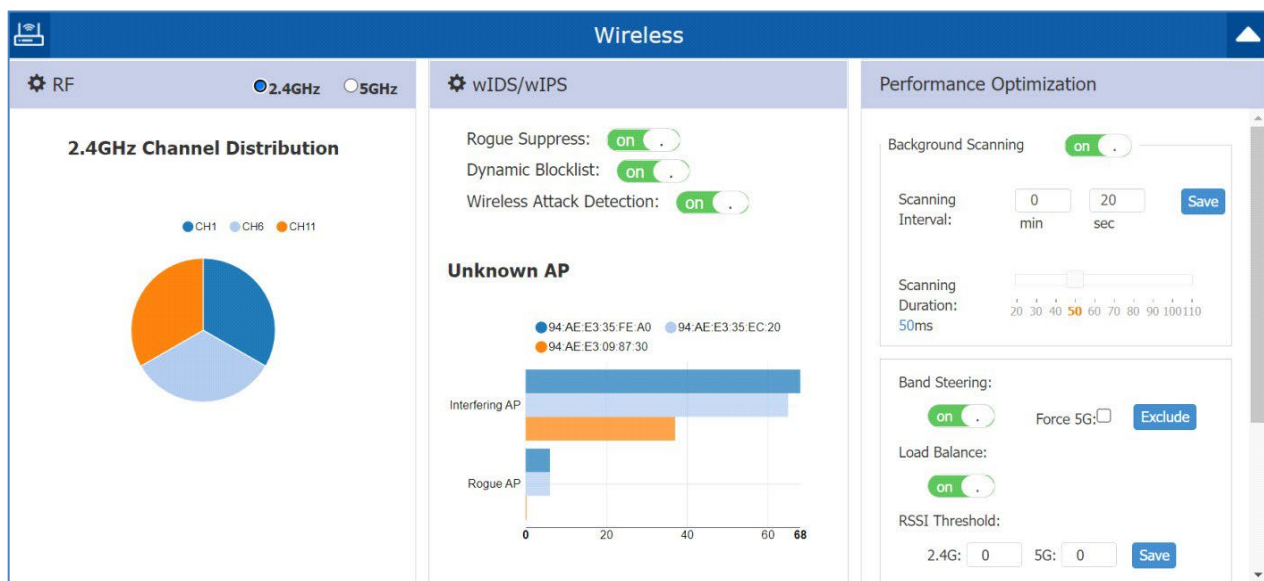 Wireless
RF
2.4GHz 5GHz
2.4GHz Channel Distribution
CH1 CH6 CH11
wIDS/wIPS
Rogue Suppress: on .
Dynamic Blocklist: on .
Wireless Attack Detection: on .
Unknown AP
94:AE:E3:35:FE:A0 94:AE:E3:35:EC:20
94:AE:E3:09:87:30
Interfering AP
Rogue AP
0 20 40 60 68
Performance Optimization
Background Scanning on .
Scanning
Interval:
0 20 Save
min sec
Scanning
Duration:
50ms
20 30 40 50 60 70 80 90 100 110
Band Steering:
on . Force 5G: Exclude
Load Balance:
on .
RSSI Threshold:
2.4G: 0 5G: 0 Save